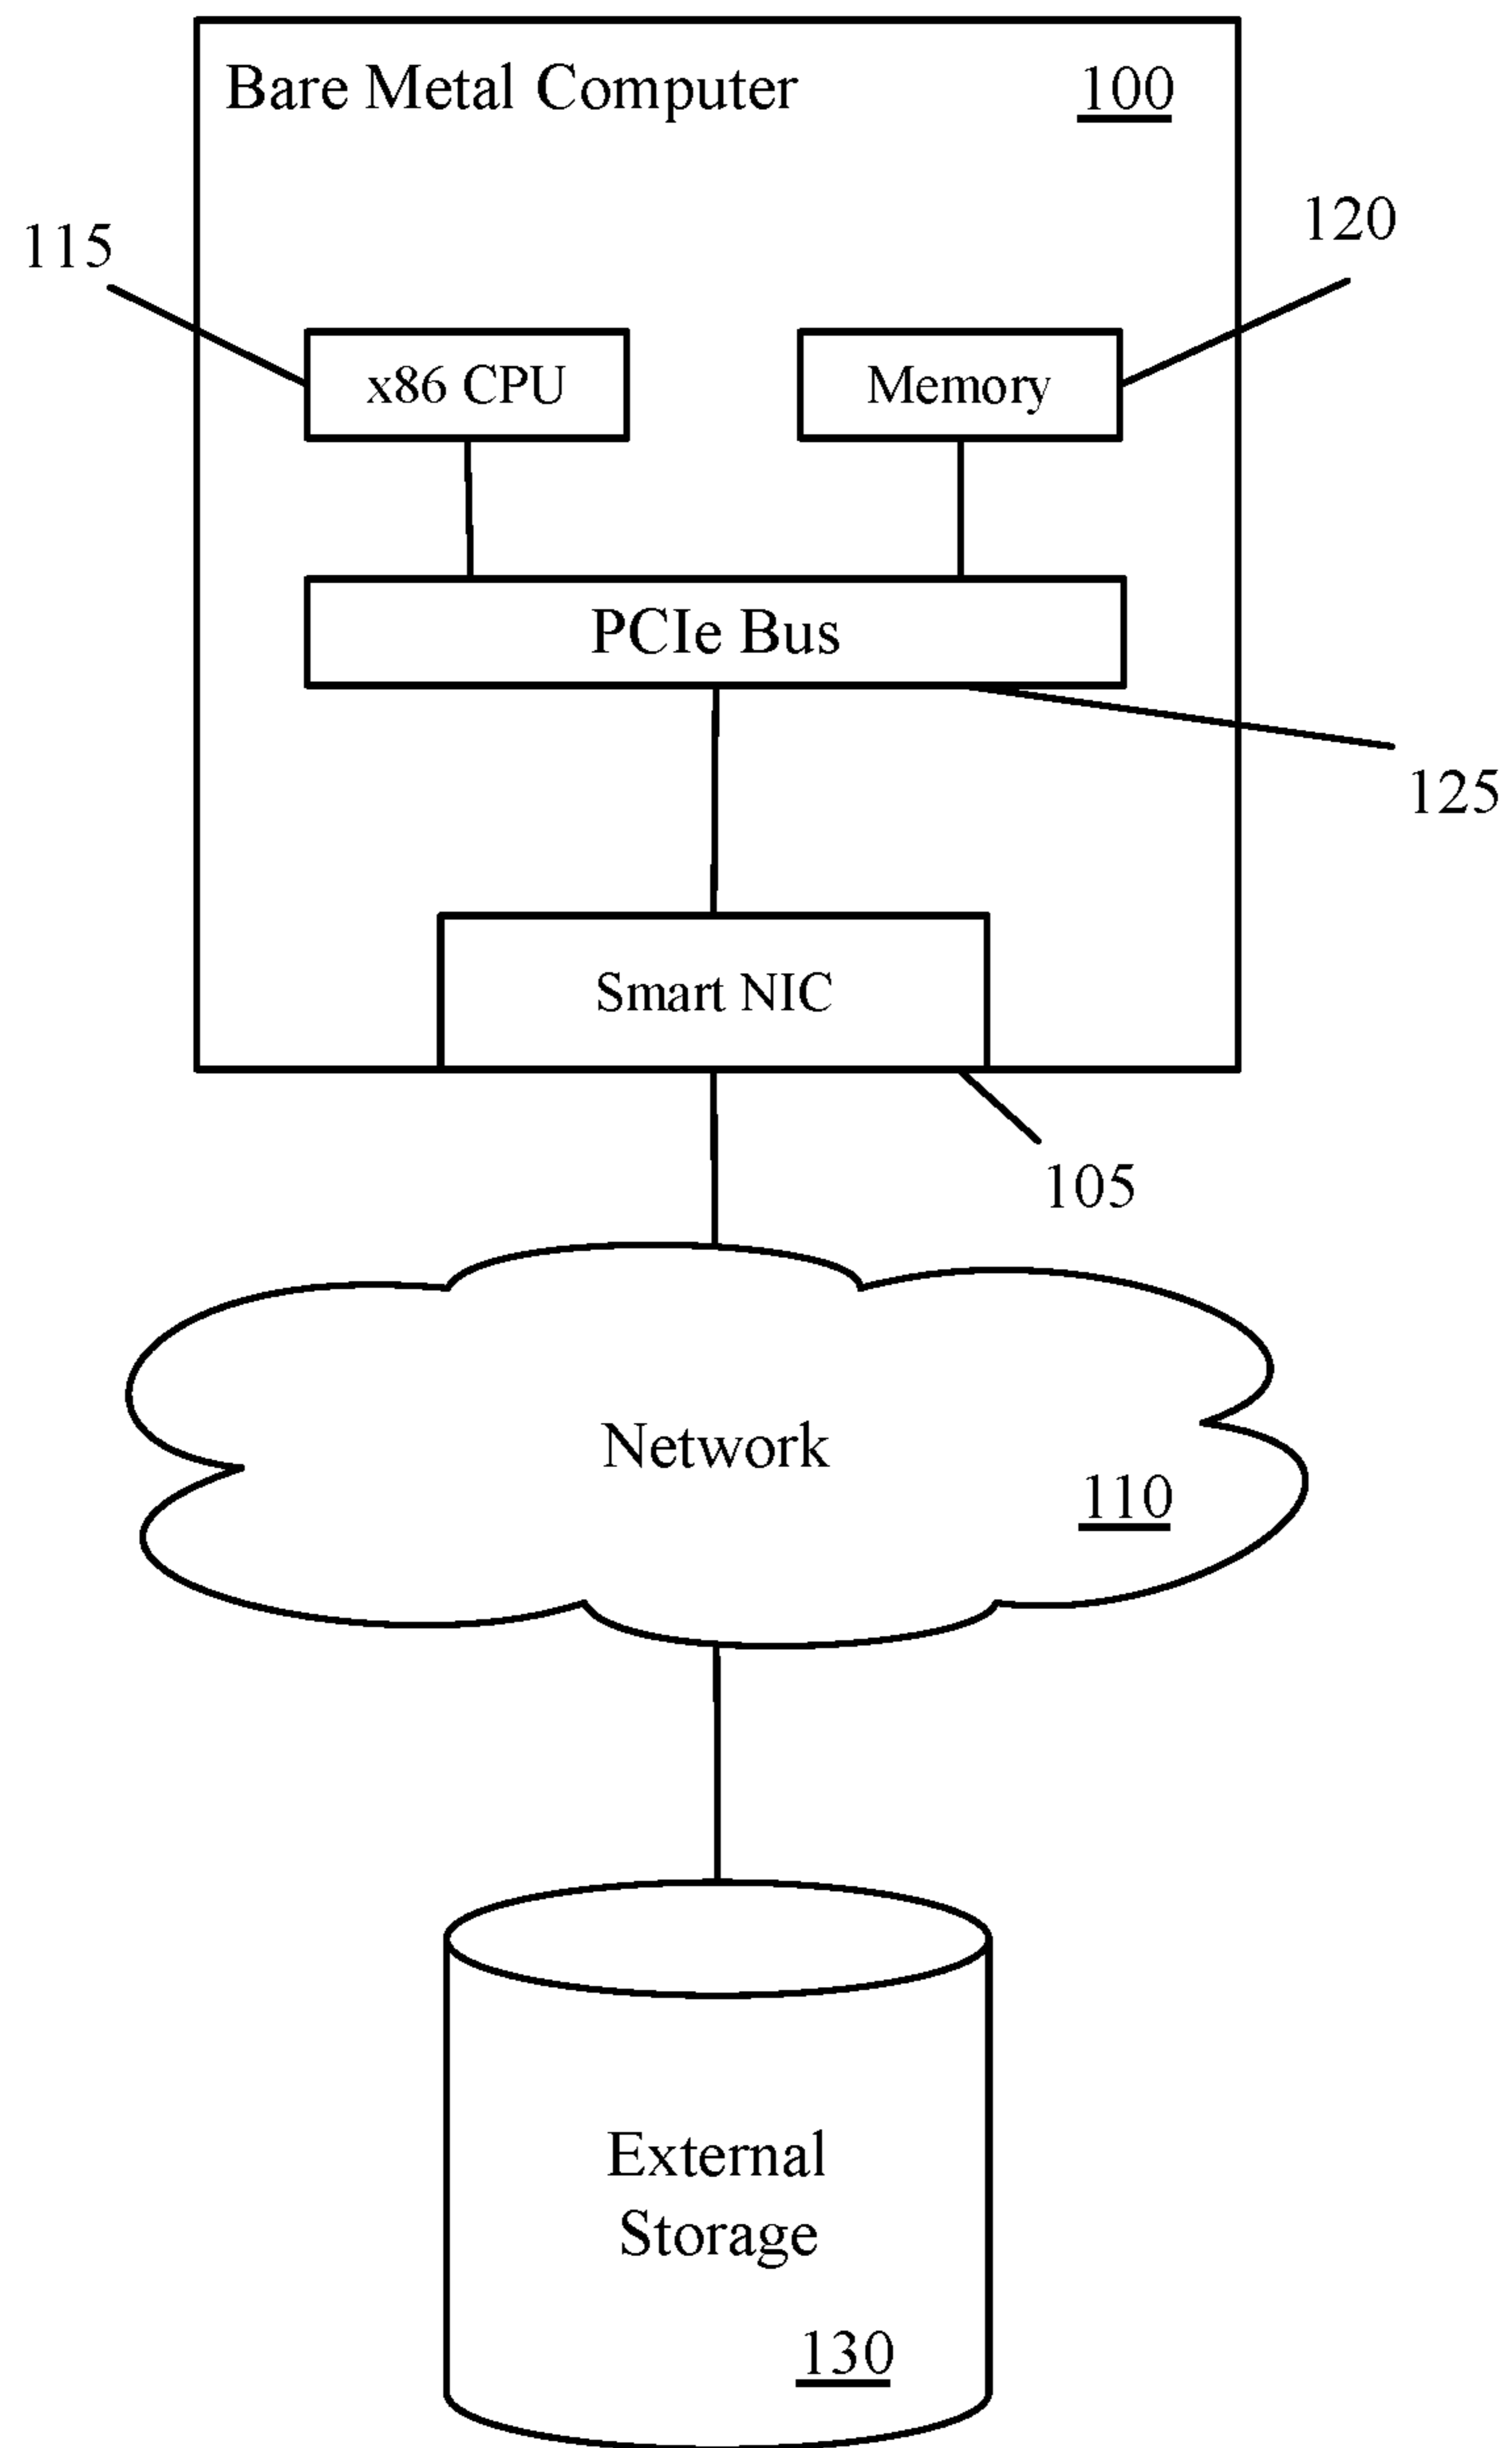 Bare Metal Computer 100
115
120
x86 CPU
Memory
PCIe Bus
125
Smart NIC
105
Network
110
External
Storage
130